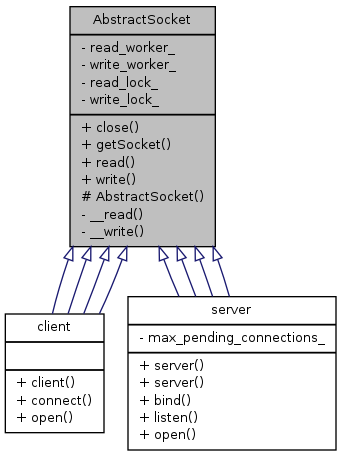 AbstractSocket
- read_worker_
- write_worker_
- read_lock_
- write_lock_
+ close()
+ getSocket()
+ read()
+ write()
# AbstractSocket()
- __read()
- __write()
client
+ client()
+ connect()
+ open()
server
- max_pending_connections_
+ server()
+ server()
+ bind()
+ listen()
+ open()